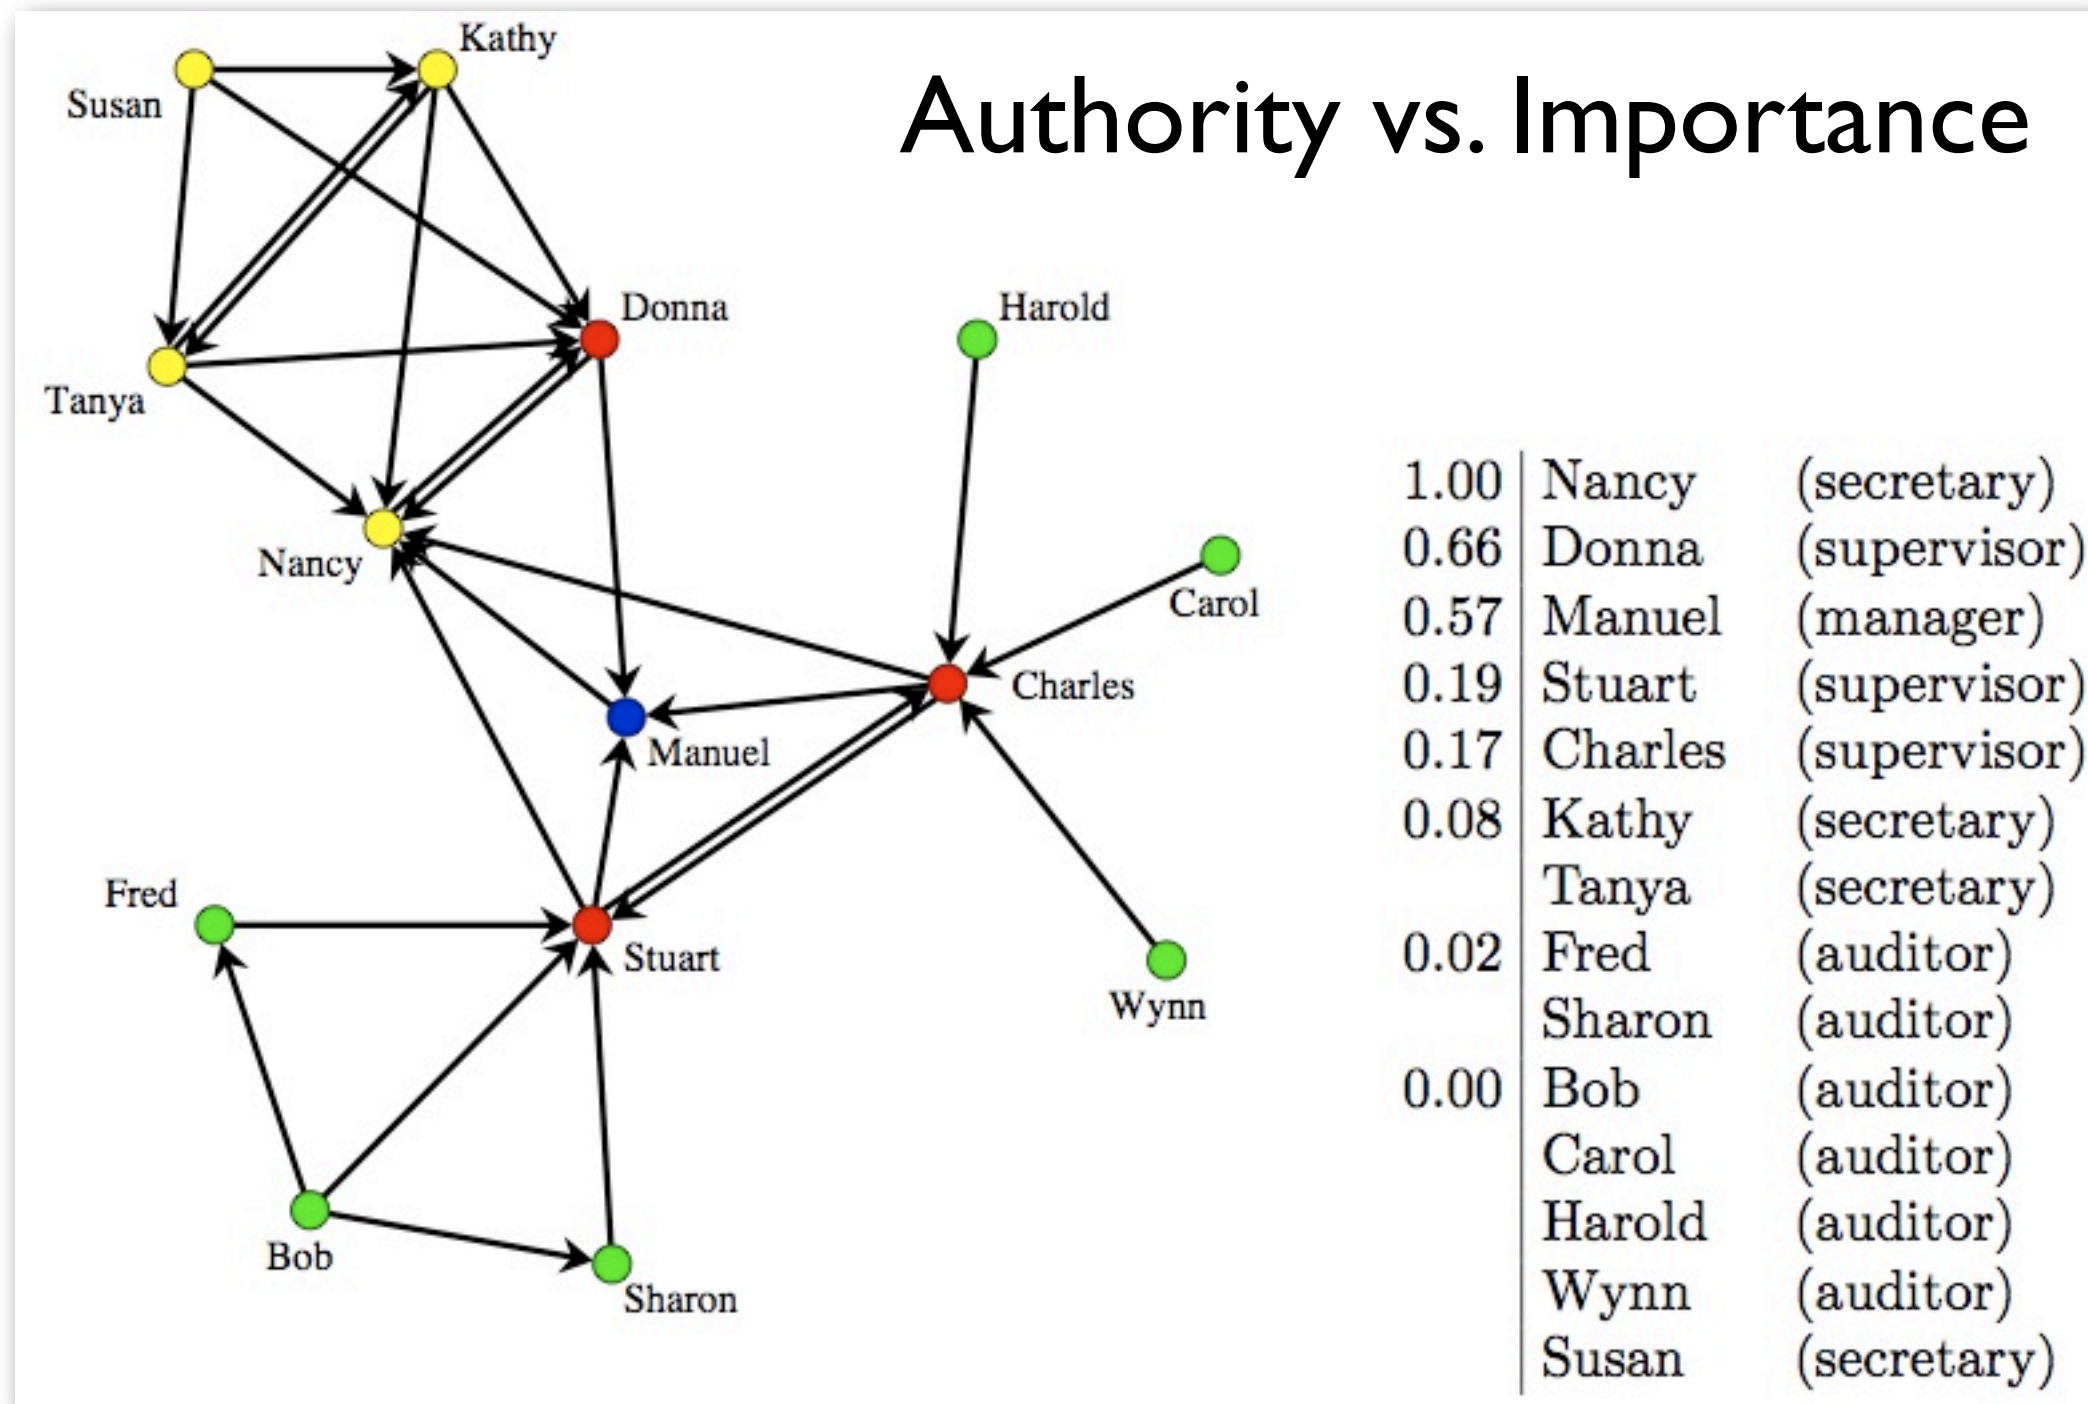 Authority vs. Importance
Kathy
Susan
Donna
Harold
Tanya
Nancy
Carol
Charles
Manuel
Fred
Stuart
Wynn
Bob
Sharon
1.00 Nancy (secretary)
0.66 Donna (supervisor)
0.57 Manuel (manager)
0.19 Stuart (supervisor)
0.17 Charles (supervisor)
0.08 Kathy (secretary)
Tanya (secretary)
0.02 Fred (auditor)
Sharon (auditor)
0.00 Bob (auditor)
Carol (auditor)
Harold (auditor)
Wynn (auditor)
Susan (secretary)